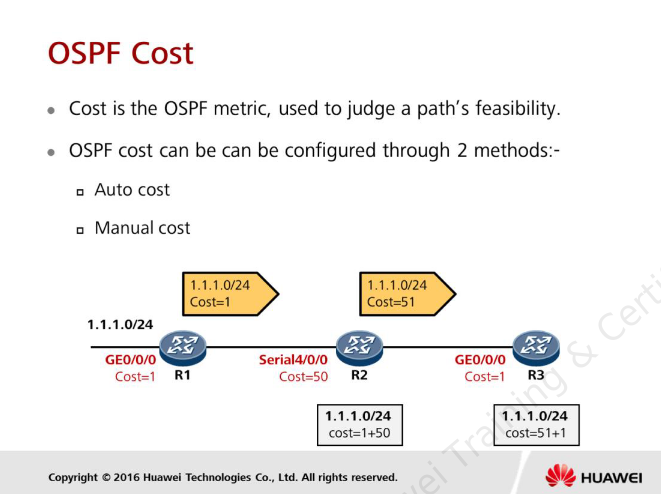 OSPF Cost
Cost is the OSPF metric, used to judge a path's feasibility.
OSPF cost can be can be configured through 2 methods:-
Auto cost
Manual cost
1.1.1.0/24
Cost=1
1.1.1.0/24
Cost=51
1.1.1.0/24
GE0/0/0
Cost=1
R1
Serial4/0/0
Cost=50
R2
GE0/0/0
Cost=1
R3
1.1.1.0/24
cost=1+50
1.1.1.0/24
cost=51+1
Copyright © 2016 Huawei Technologies Co., Ltd. All rights reserved.
HUAWEI
Training & Certi